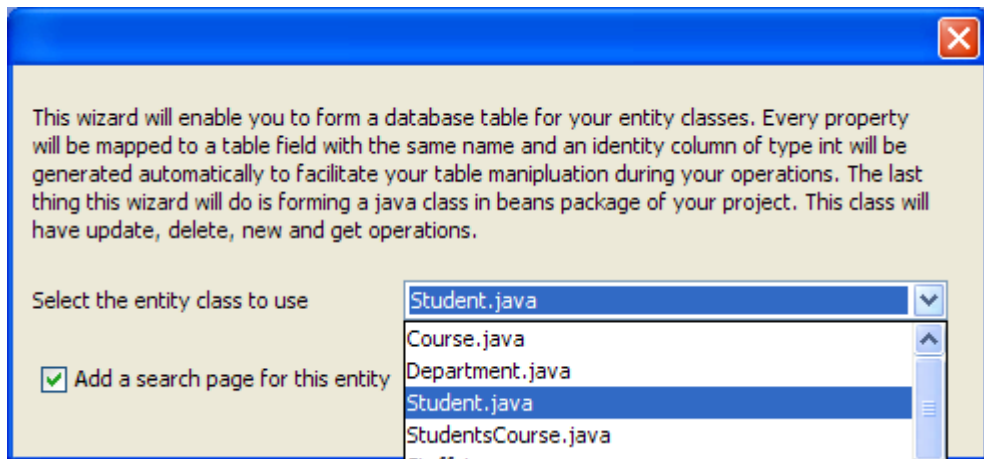 This wizard will enable you to form a database table for your entity classes. Every property
will be mapped to a table field with the same name and an identity column of type int will be
generated automatically to facilitate your table manipluation during your operations. The last
thing this wizard will do is forming a java class in beans package of your project. This class will
have update, delete, new and get operations.
Select the entity class to use
Student.java
Course.java
Add a search page for this entity
Department.java
Student.java
StudentsCourse.java